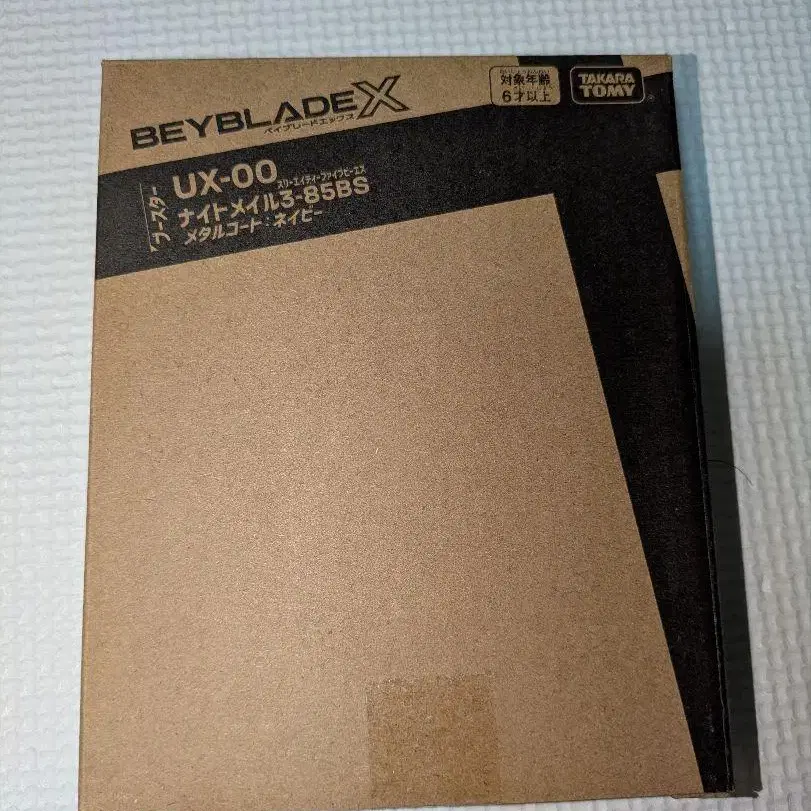 BEYBLADE X
ベイブレードエックス
対象年齢
6才以上
TAKARA TOMY
ブースター
UX-00
スリーエイティーファイブビーエス
ナイトメイル3-85BS
メタルコート：ネイビー